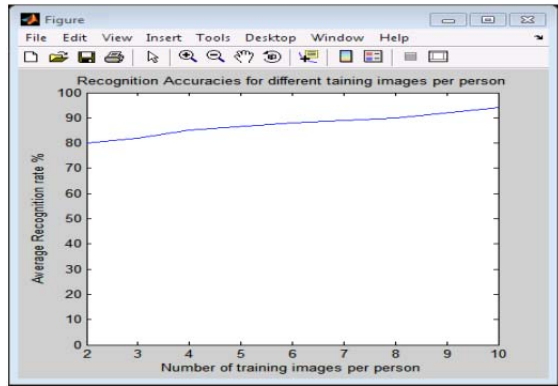 Figure
File Edit View Insert Tools Desktop Window Help
Recognition Accuracies for different taining images per person
100
90
80
70
60
50
40
30
20
10
0
Average Recognition rate %
2 3 4 5 6 7 8 9 10
Number of training images per person